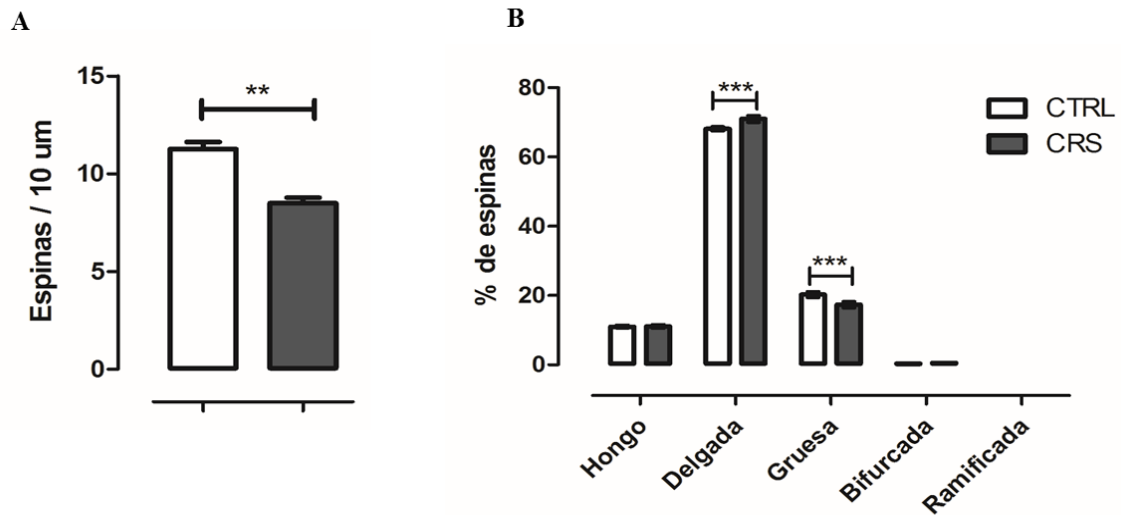 A
Espinas / 10 um
15
10
5
0
**
B
% de espinas
80
60
40
20
0
***
***
CTRL
CRS
Hongo
Delgada
Gruesa
Bifurcada
Ramificada